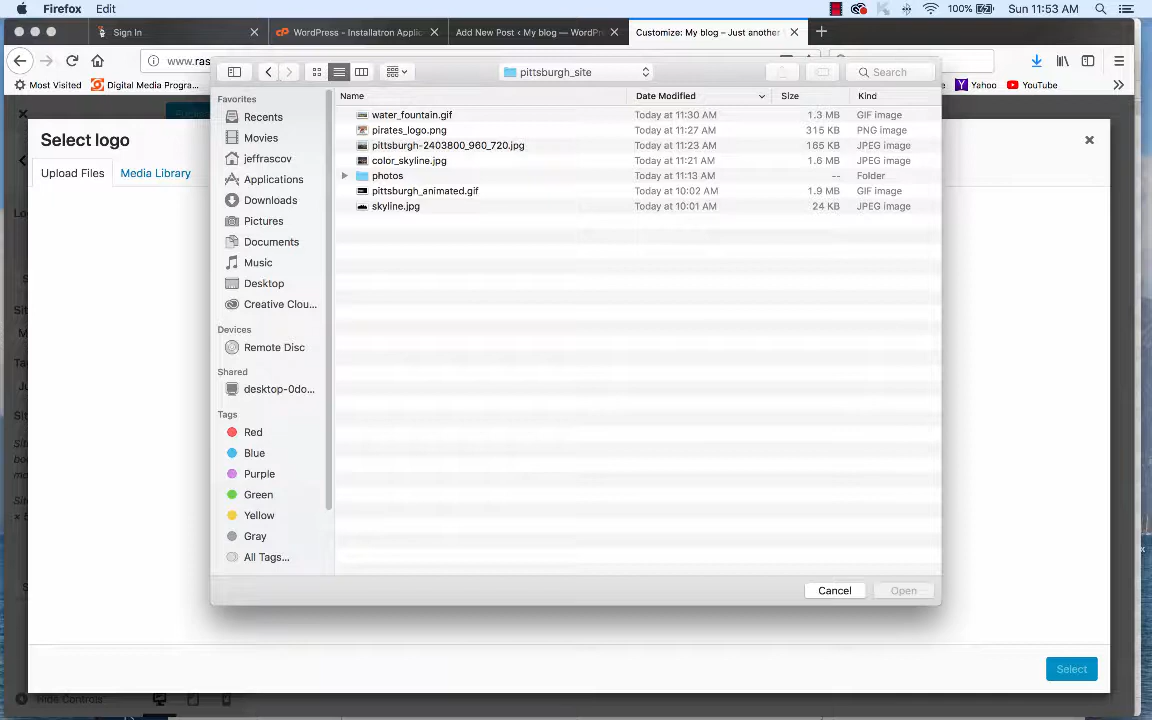 Firefox Edit 100% Sun 11:53 AM
Sign In
WordPress - Installatron Applic
Add New Post ‹ My blog — WordPr
Customize: My blog – Just another
www.ras
pittsburgh_site
Search
Most Visited
Digital Media Progra...
Yahoo
YouTube
Select logo
Upload Files
Media Library
Favorites
Recents
Movies
jeffrascov
Applications
Downloads
Pictures
Documents
Music
Desktop
Creative Clou...
Devices
Remote Disc
Shared
desktop-0do...
Tags
Red
Blue
Purple
Green
Yellow
Gray
All Tags...
Name Date Modified Size Kind
water_fountain.gif Today at 11:30 AM 1.3 MB GIF image
pirates_logo.png Today at 11:27 AM 315 KB PNG image
pittsburgh-2403800_960_720.jpg Today at 11:23 AM 165 KB JPEG image
color_skyline.jpg Today at 11:21 AM 1.6 MB JPEG image
photos Today at 11:13 AM -- Folder
pittsburgh_animated.gif Today at 10:02 AM 1.9 MB GIF image
skyline.jpg Today at 10:01 AM 24 KB JPEG image
Cancel
Open
Select
Hide Controls